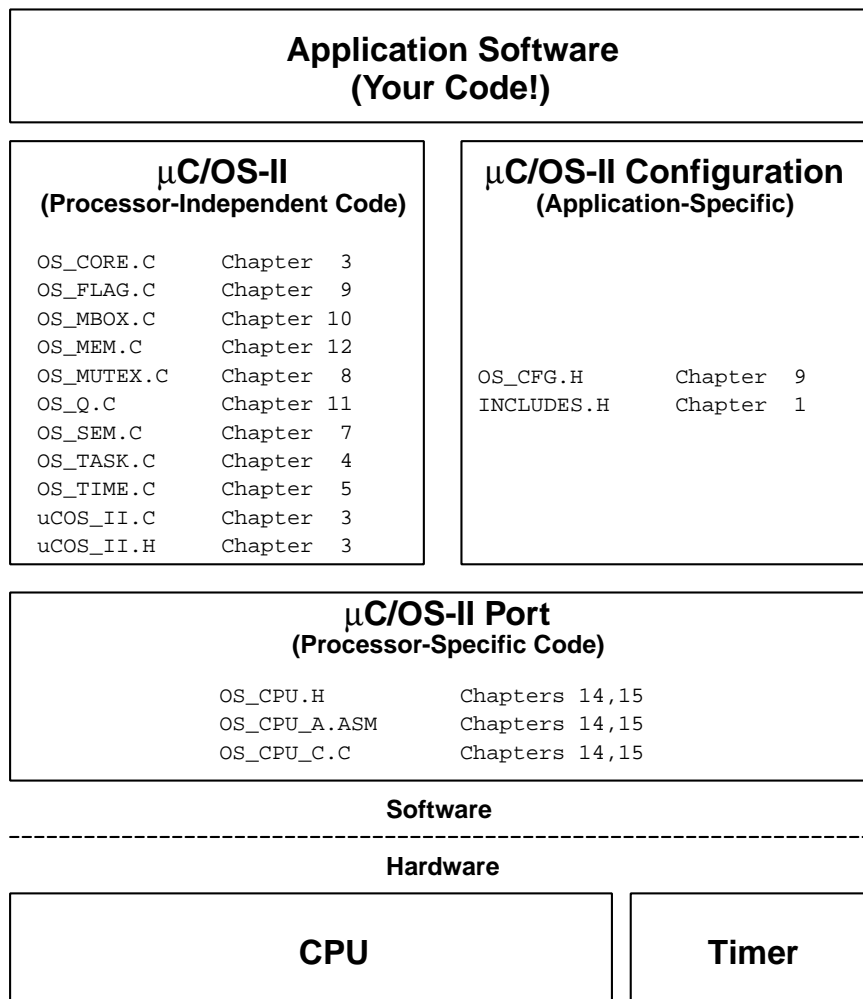 Application Software
(Your Code!)
µC/OS-II
(Processor-Independent Code)
OS_CORE.C Chapter 3
OS_FLAG.C Chapter 9
OS_MBOX.C Chapter 10
OS_MEM.C Chapter 12
OS_MUTEX.C Chapter 8
OS_Q.C Chapter 11
OS_SEM.C Chapter 7
OS_TASK.C Chapter 4
OS_TIME.C Chapter 5
uCOS_II.C Chapter 3
uCOS_II.H Chapter 3
µC/OS-II Configuration
(Application-Specific)
OS_CFG.H Chapter 9
INCLUDES.H Chapter 1
µC/OS-II Port
(Processor-Specific Code)
OS_CPU.H Chapters 14,15
OS_CPU_A.ASM Chapters 14,15
OS_CPU_C.C Chapters 14,15
Software
Hardware
CPU
Timer